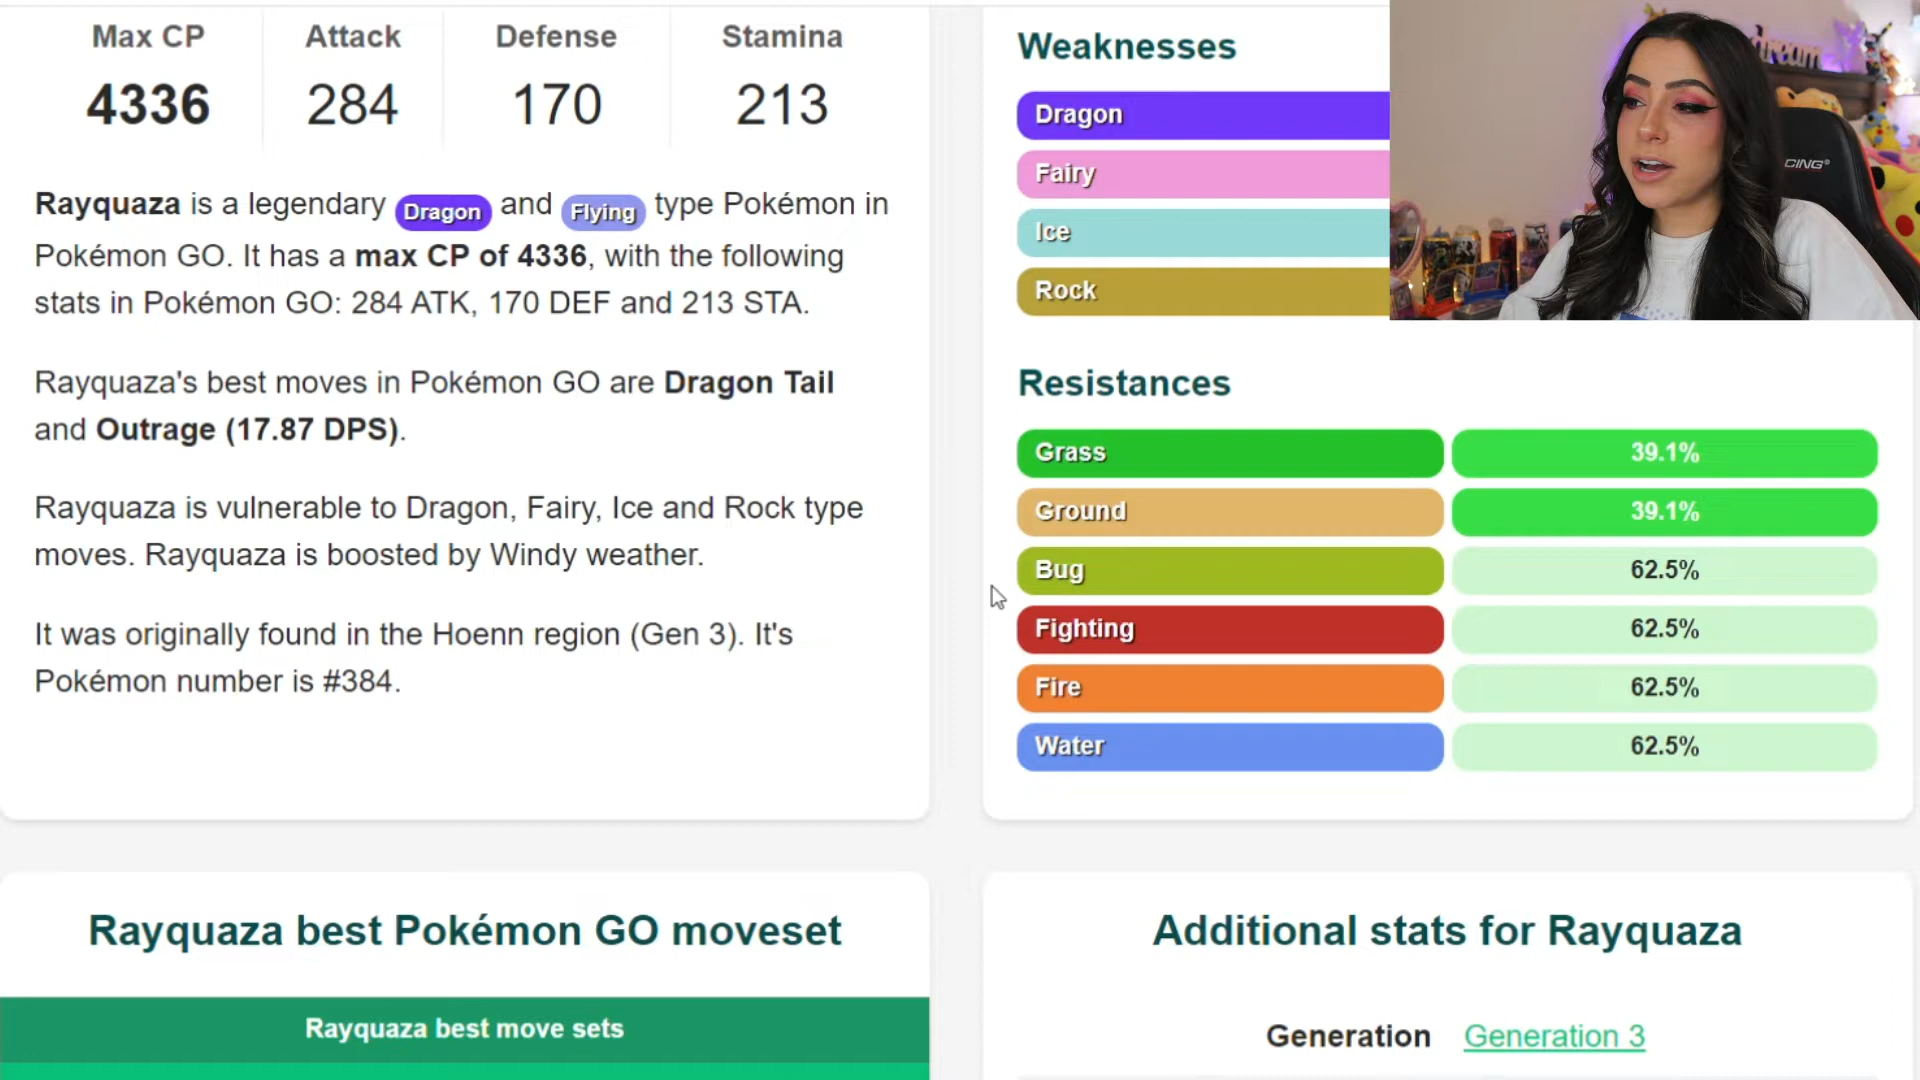 Max CP
Attack
Defense
Stamina
4336
284
170
213
Rayquaza is a legendary Dragon and Flying type Pokémon in
Pokémon GO. It has a max CP of 4336, with the following
stats in Pokémon GO: 284 ATK, 170 DEF and 213 STA.
Rayquaza's best moves in Pokémon GO are Dragon Tail
and Outrage (17.87 DPS).
Rayquaza is vulnerable to Dragon, Fairy, Ice and Rock type
moves. Rayquaza is boosted by Windy weather.
It was originally found in the Hoenn region (Gen 3). It's
Pokémon number is #384.
Weaknesses
Dragon
Fairy
Ice
Rock
dream
CING®
Resistances
Grass 39.1%
Ground 39.1%
Bug 62.5%
Fighting 62.5%
Fire 62.5%
Water 62.5%
Rayquaza best Pokémon GO moveset
Rayquaza best move sets
Additional stats for Rayquaza
Generation Generation 3